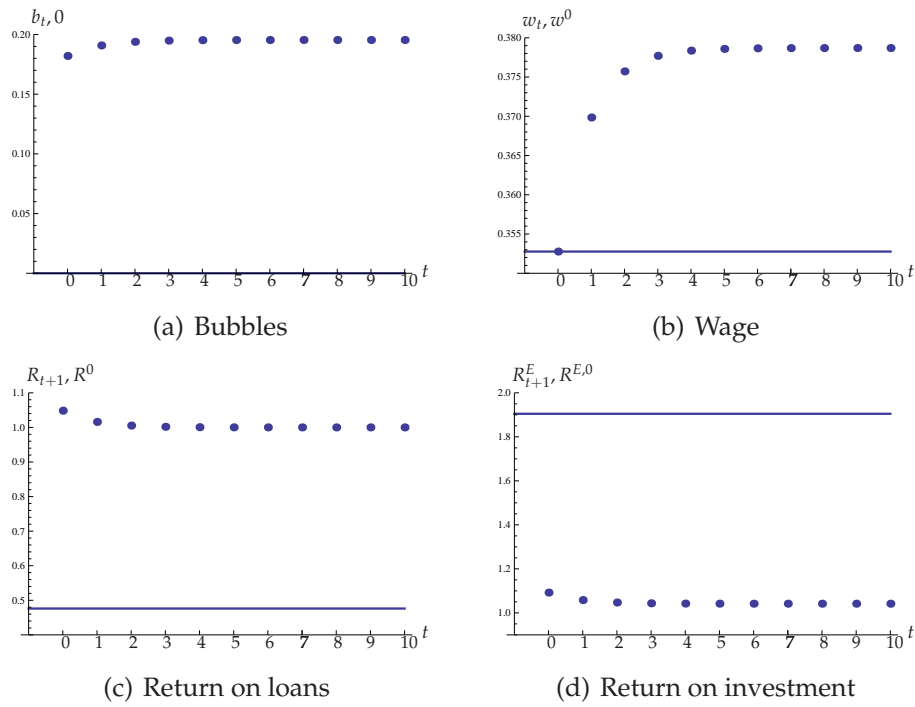 b_t, 0
0.20
0.15
0.10
0.05
0 1 2 3 4 5 6 7 8 9 10 t
(a) Bubbles
w_t, w^0
0.380
0.375
0.370
0.365
0.360
0.355
0 1 2 3 4 5 6 7 8 9 10 t
(b) Wage
R_{t+1}, R^0
1.1
1.0
0.9
0.8
0.7
0.6
0.5
0 1 2 3 4 5 6 7 8 9 10 t
(c) Return on loans
R^E_{t+1}, R^{E,0}
2.0
1.8
1.6
1.4
1.2
1.0
0 1 2 3 4 5 6 7 8 9 10 t
(d) Return on investment